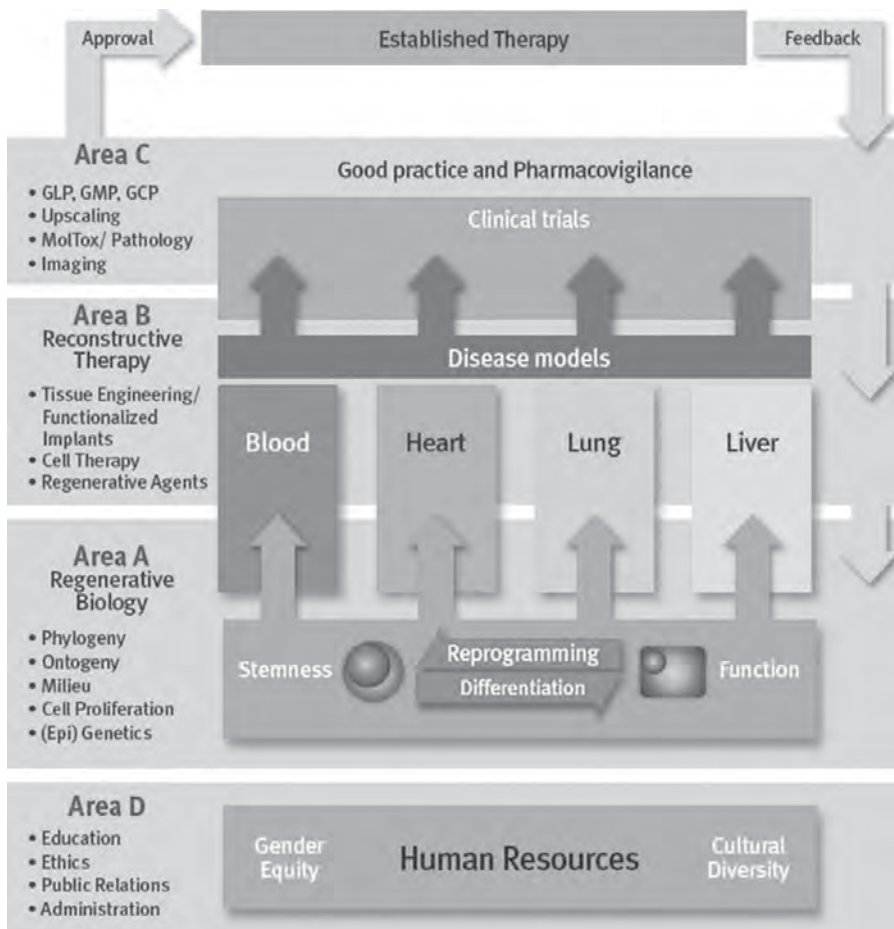 Approval
Established Therapy
Feedback
Area C
• GLP, GMP, GCP
• Upscaling
• MolTox/ Pathology
• Imaging
Good practice and Pharmacovigilance
Clinical trials
Area B
Reconstructive
Therapy
• Tissue Engineering/
Functionalized
Implants
• Cell Therapy
• Regenerative Agents
Disease models
Blood
Heart
Lung
Liver
Area A
Regenerative
Biology
• Phylogeny
• Ontogeny
• Milieu
• Cell Proliferation
• (Epi) Genetics
Stemness
Reprogramming
Differentiation
Function
Area D
• Education
• Ethics
• Public Relations
• Administration
Gender
Equity
Human Resources
Cultural
Diversity